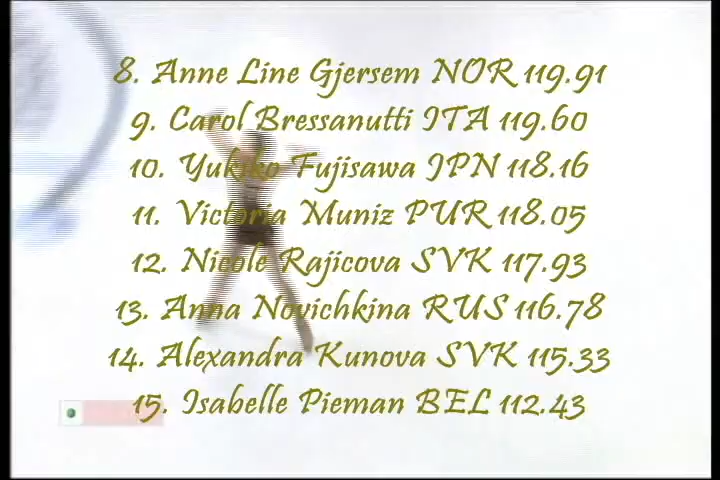 8. Anne Line Gjersem NOR 119.91
9. Carol Bressanutti ITA 119.60
10. Yukiko Fujisawa JPN 118.16
11. Victoria Muniz PUR 118.05
12. Nicole Rajicova SVK 117.93
13. Anna Novichkina RUS 116.78
14. Alexandra Kunova SVK 115.33
15. Isabelle Pieman BEL 112.43